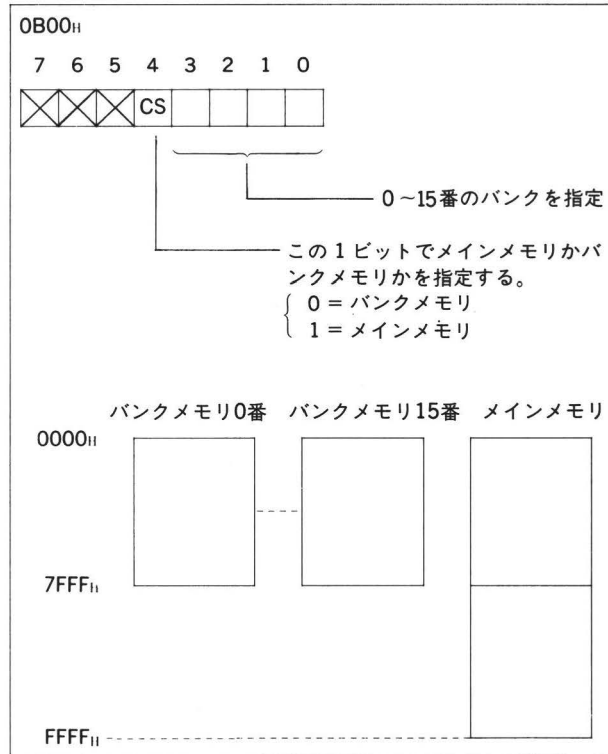 0B00H
7 6 5 4 3 2 1 0
CS
0~15番のバンクを指定
この1ビットでメインメモリかバ
ンクメモリかを指定する。
0=バンクメモリ
1=メインメモリ
バンクメモリ0番 バンクメモリ15番 メインメモリ
0000H
7FFFH
FFFFH